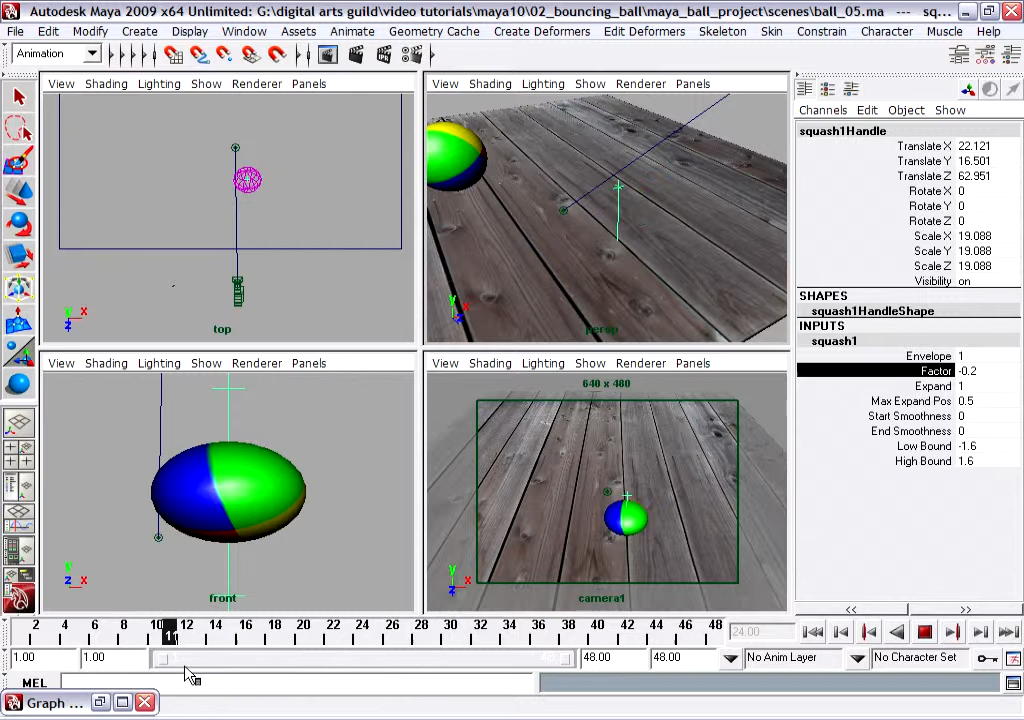 Autodesk Maya 2009 x64 Unlimited: G:\digital arts guild\video tutorials\maya10\02_bouncing_ball\maya_ball_project\scenes\ball_05.ma --- sq...
File Edit Modify Create Display Window Assets Animate Geometry Cache Create Deformers Edit Deformers Skeleton Skin Constrain Character Muscle Help
Animation
View Shading Lighting Show Renderer Panels
View Shading Lighting Show Renderer Panels
Channels Edit Object Show
squash1Handle
Translate X 22.121
Translate Y 16.501
Translate Z 62.951
Rotate X 0
Rotate Y 0
Rotate Z 0
Scale X 19.088
Scale Y 19.088
Scale Z 19.088
Visibility on
SHAPES
squash1HandleShape
INPUTS
squash1
Envelope 1
Factor -0.2
Expand 1
Max Expand Pos 0.5
Start Smoothness 0
End Smoothness 0
Low Bound -1.6
High Bound 1.6
y x z
top
y x z
persp
View Shading Lighting Show Renderer Panels
View Shading Lighting Show Renderer Panels
640 x 480
y x z
front
y x z
camera1
<< >>
2 4 6 8 10 11 12 14 16 18 20 22 24 26 28 30 32 34 36 38 40 42 44 46 48
24.00
1.00 1.00 48.00 48.00 No Anim Layer No Character Set
MEL
Graph ...